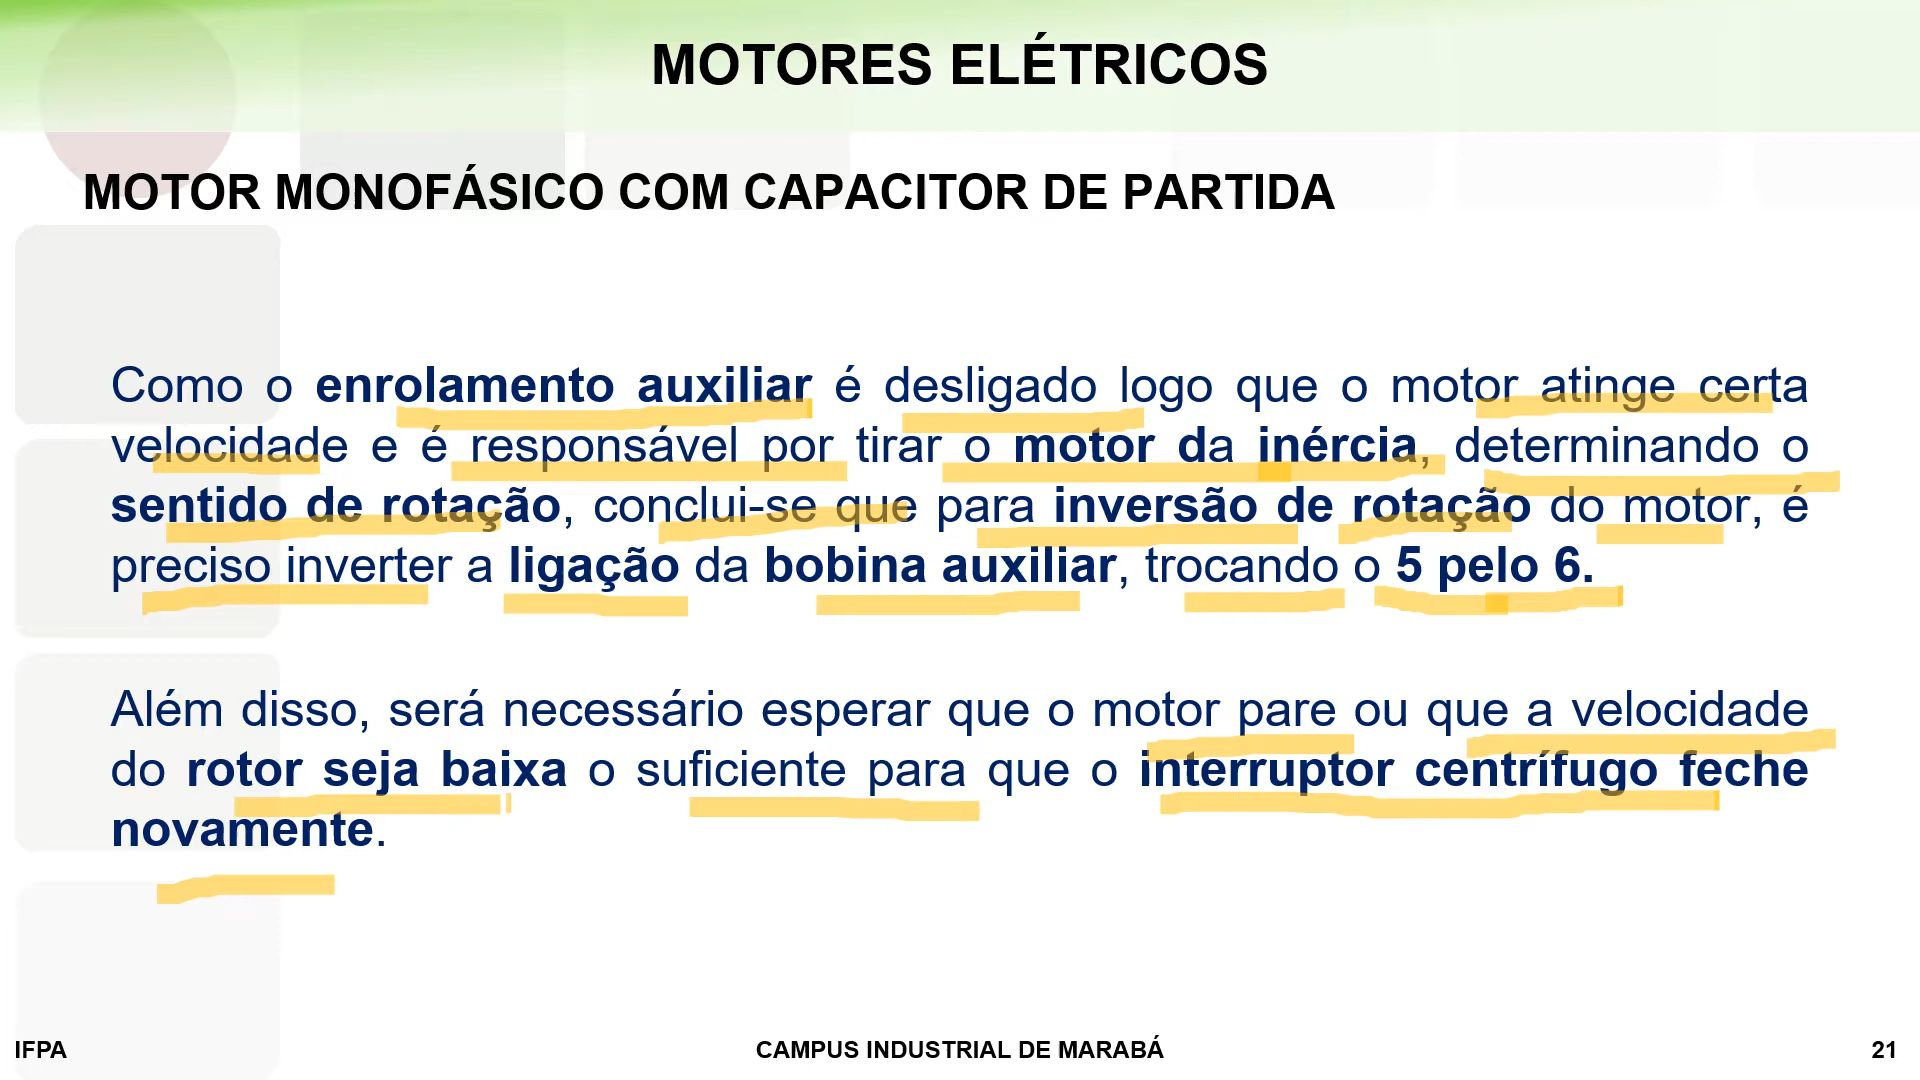 MOTORES ELÉTRICOS
MOTOR MONOFÁSICO COM CAPACITOR DE PARTIDA
Como o enrolamento auxiliar é desligado logo que o motor atinge certa
velocidade e é responsável por tirar o motor da inércia, determinando o
sentido de rotação, conclui-se que para inversão de rotação do motor, é
preciso inverter a ligação da bobina auxiliar, trocando o 5 pelo 6.
Além disso, será necessário esperar que o motor pare ou que a velocidade
do rotor seja baixa o suficiente para que o interruptor centrífugo feche
novamente.
IFPA
CAMPUS INDUSTRIAL DE MARABÁ
21